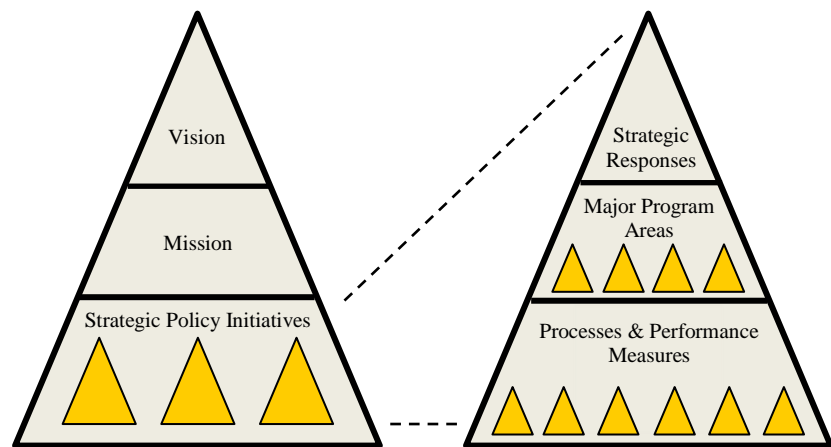 Vision
Mission
Strategic Policy Initiatives
Strategic
Responses
Major Program
Areas
Processes & Performance
Measures